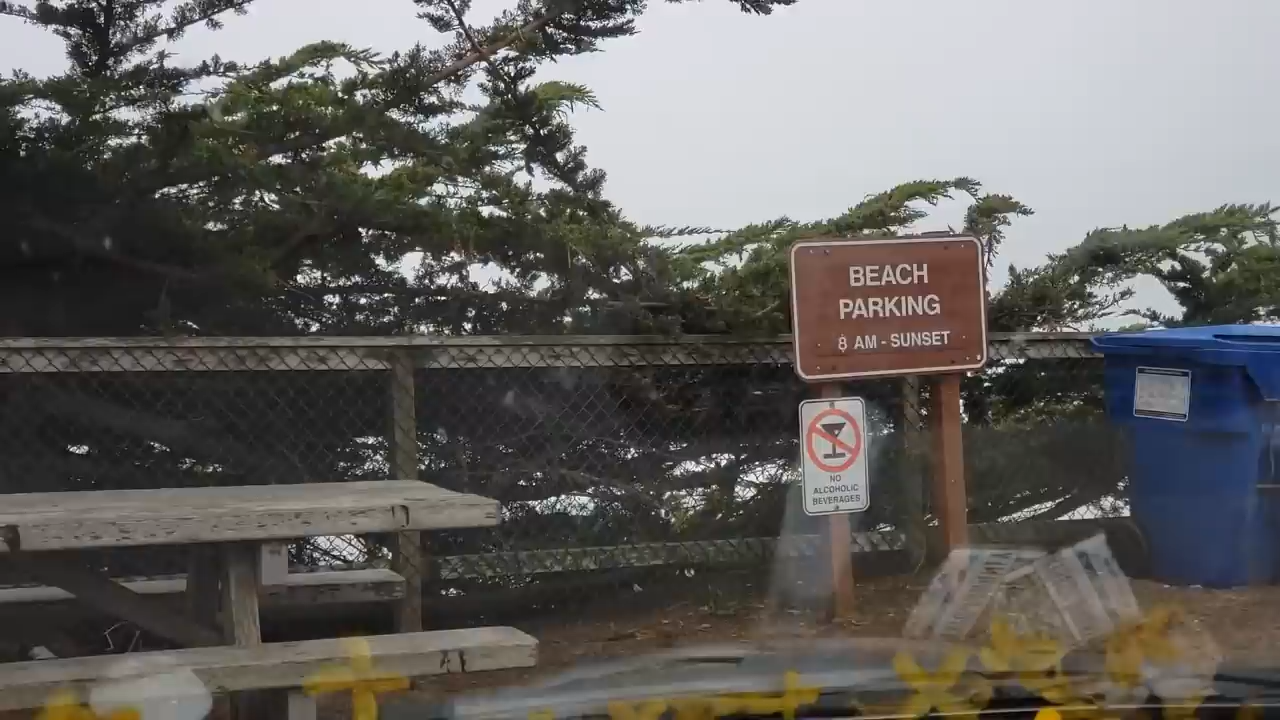 BEACH
PARKING
8 AM - SUNSET
NO
ALCOHOLIC
BEVERAGES